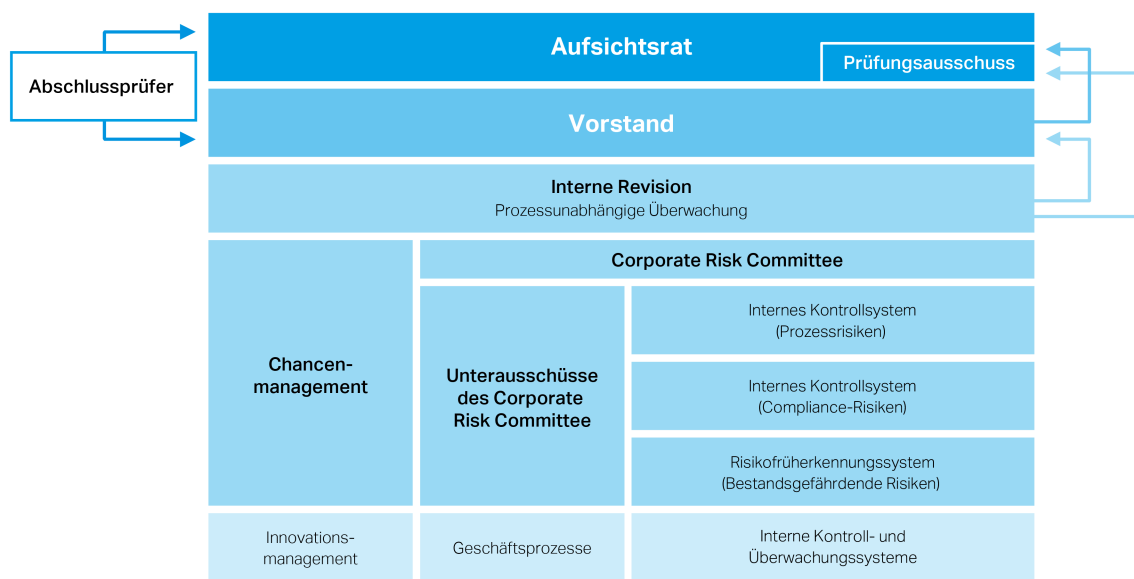 Aufsichtsrat
Prüfungsausschuss
Abschlussprüfer
Vorstand
Interne Revision
Prozessunabhängige Überwachung
Corporate Risk Committee
Chancen-
management
Unterausschüsse
des Corporate
Risk Committee
Internes Kontrollsystem
(Prozessrisiken)
Internes Kontrollsystem
(Compliance-Risiken)
Risikofrüherkennungssystem
(Bestandsgefährdende Risiken)
Innovations-
management
Geschäftsprozesse
Interne Kontroll- und
Überwachungssysteme